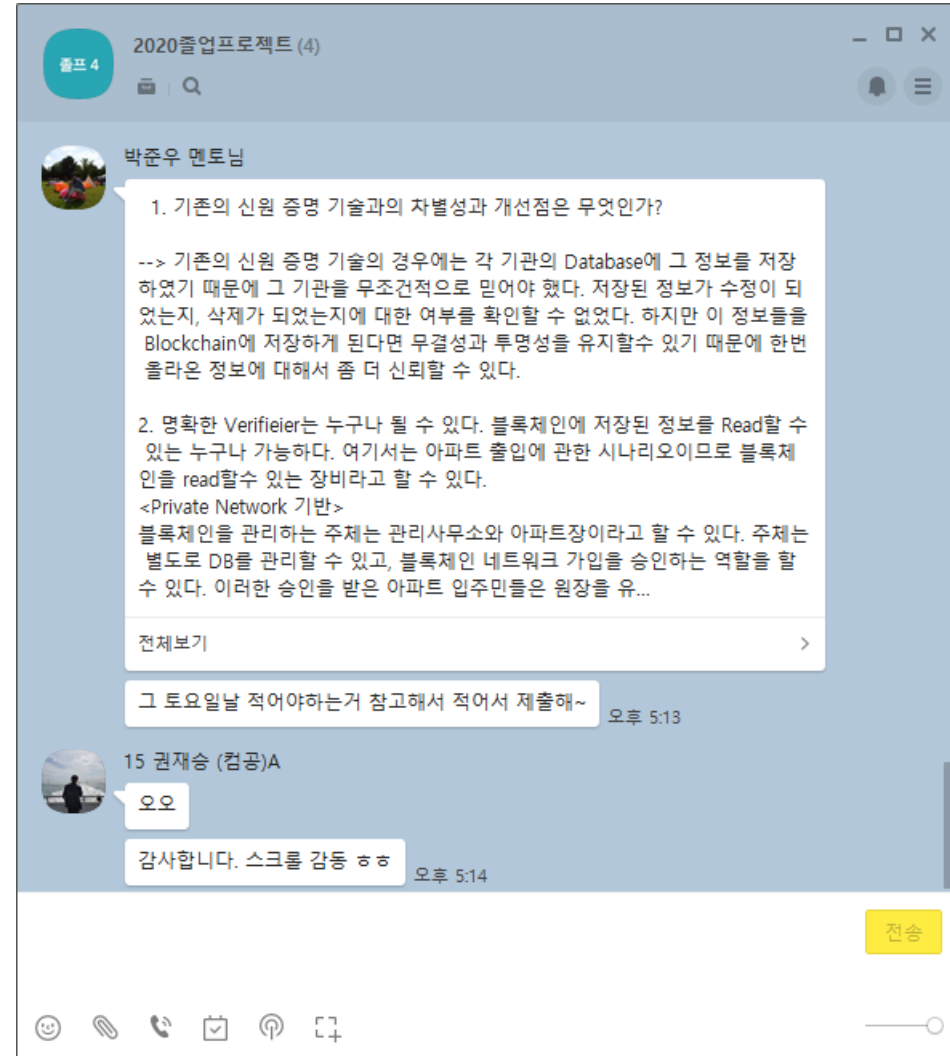 졸프 4
2020졸업프로젝트 (4)
박준우 멘토님
1. 기존의 신원 증명 기술과의 차별성과 개선점은 무엇인가?
--> 기존의 신원 증명 기술의 경우에는 각 기관의 Database에 그 정보를 저장
하였기 때문에 그 기관을 무조건적으로 믿어야 했다. 저장된 정보가 수정이 되
었는지, 삭제가 되었는지에 대한 여부를 확인할 수 없었다. 하지만 이 정보들을
Blockchain에 저장하게 된다면 무결성과 투명성을 유지할수 있기 때문에 한번
올라온 정보에 대해서 좀 더 신뢰할 수 있다.
2. 명확한 Verifieier는 누구나 될 수 있다. 블록체인에 저장된 정보를 Read할 수
있는 누구나 가능하다. 여기서는 아파트 출입에 관한 시나리오이므로 블록체
인을 read할수 있는 장비라고 할 수 있다.
<Private Network 기반>
블록체인을 관리하는 주체는 관리사무소와 아파트장이라고 할 수 있다. 주체는
별도로 DB를 관리할 수 있고, 블록체인 네트워크 가입을 승인하는 역할을 할
수 있다. 이러한 승인을 받은 아파트 입주민들은 원장을 유...
전체보기
그 토요일날 적어야하는거 참고해서 적어서 제출해~
오후 5:13
15 권재승 (컴공)A
오오
감사합니다. 스크롤 감동 ㅎㅎ
오후 5:14
전송